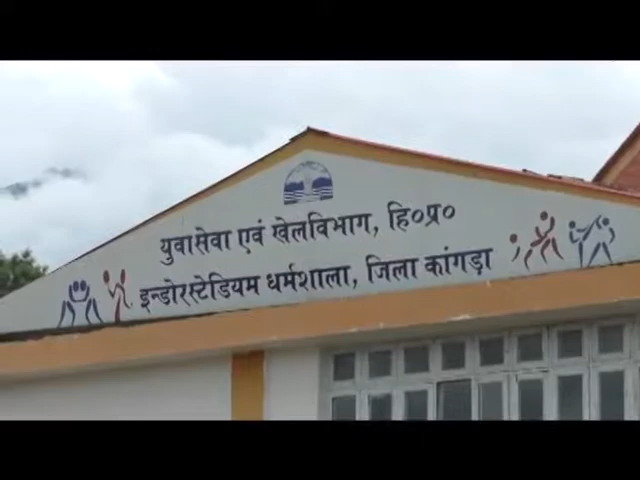 युवासेवा एवं खेलविभाग, हि०प्र०
इन्डोरस्टेडियम धर्मशाला, जिला कांगड़ा